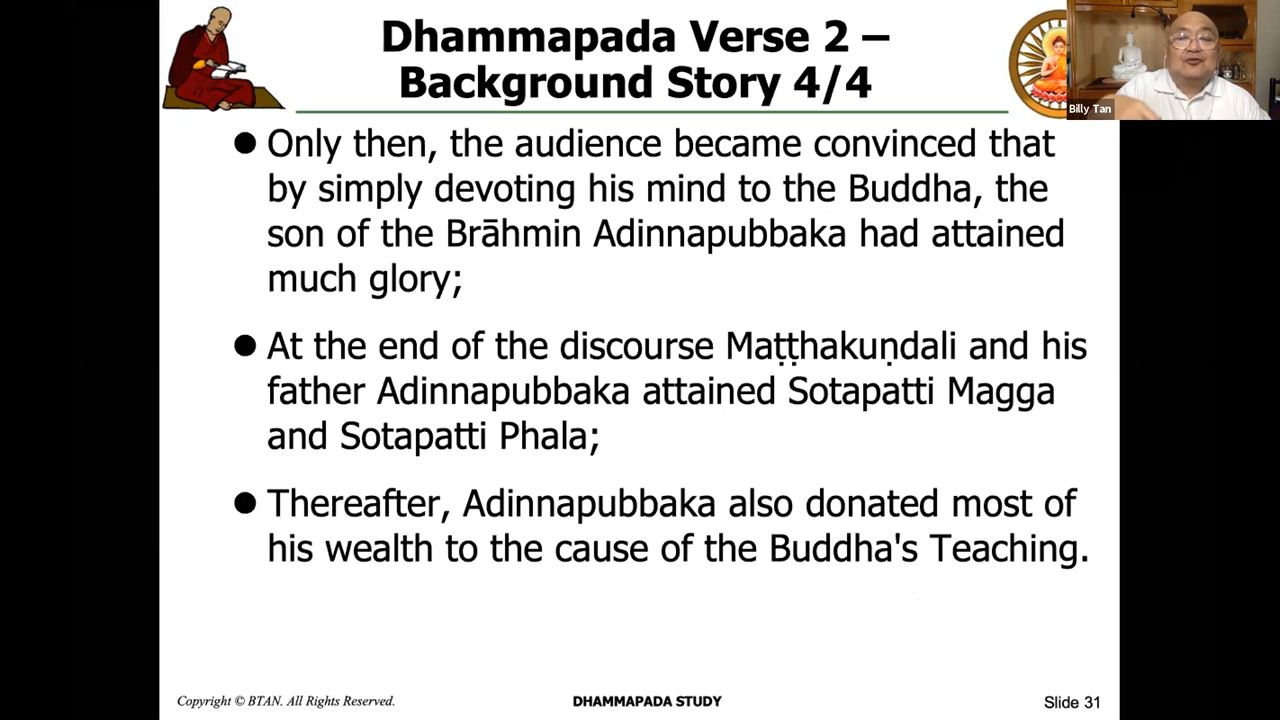 Dhammapada Verse 2 –
Background Story 4/4
Billy Tan
● Only then, the audience became convinced that
by simply devoting his mind to the Buddha, the
son of the Brāhmin Adinnapubbaka had attained
much glory;
● At the end of the discourse Maṭṭhakuṇdali and his
father Adinnapubbaka attained Sotapatti Magga
and Sotapatti Phala;
● Thereafter, Adinnapubbaka also donated most of
his wealth to the cause of the Buddha's Teaching.
Copyright © BTAN. All Rights Reserved.
DHAMMAPADA STUDY
Slide 31